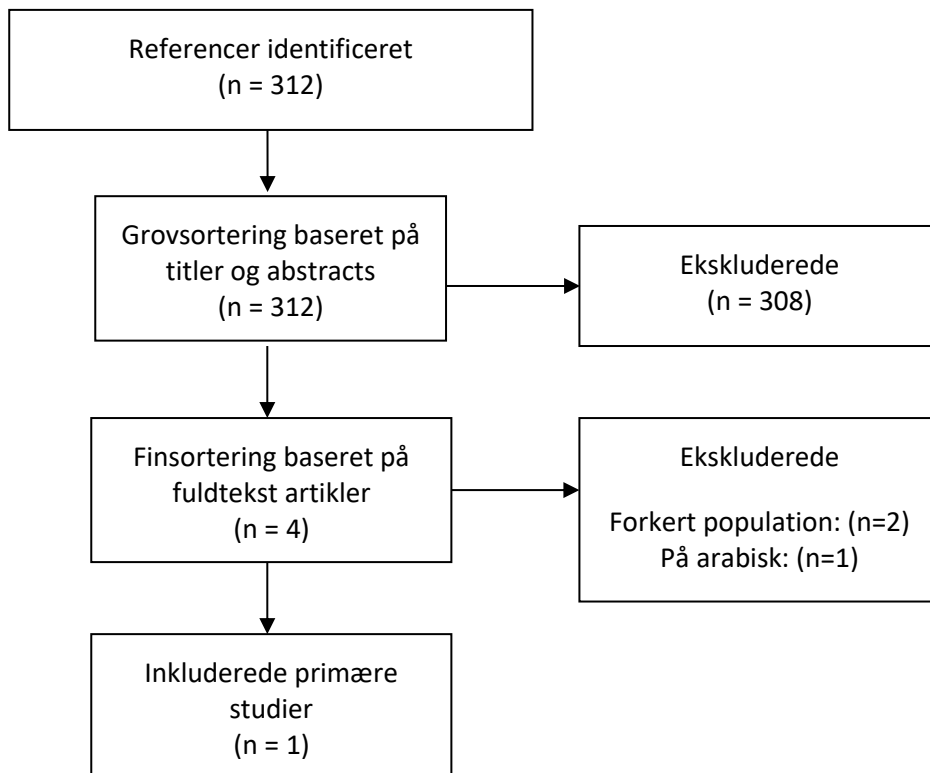 Referencer identificeret
(n = 312)
Grovsortering baseret på
titler og abstracts
(n = 312)
Ekskluderede
(n = 308)
Finsortering baseret på
fuldtekst artikler
(n = 4)
Ekskluderede
Forkert population: (n=2)
På arabisk: (n=1)
Inkluderede primære
studier
(n = 1)